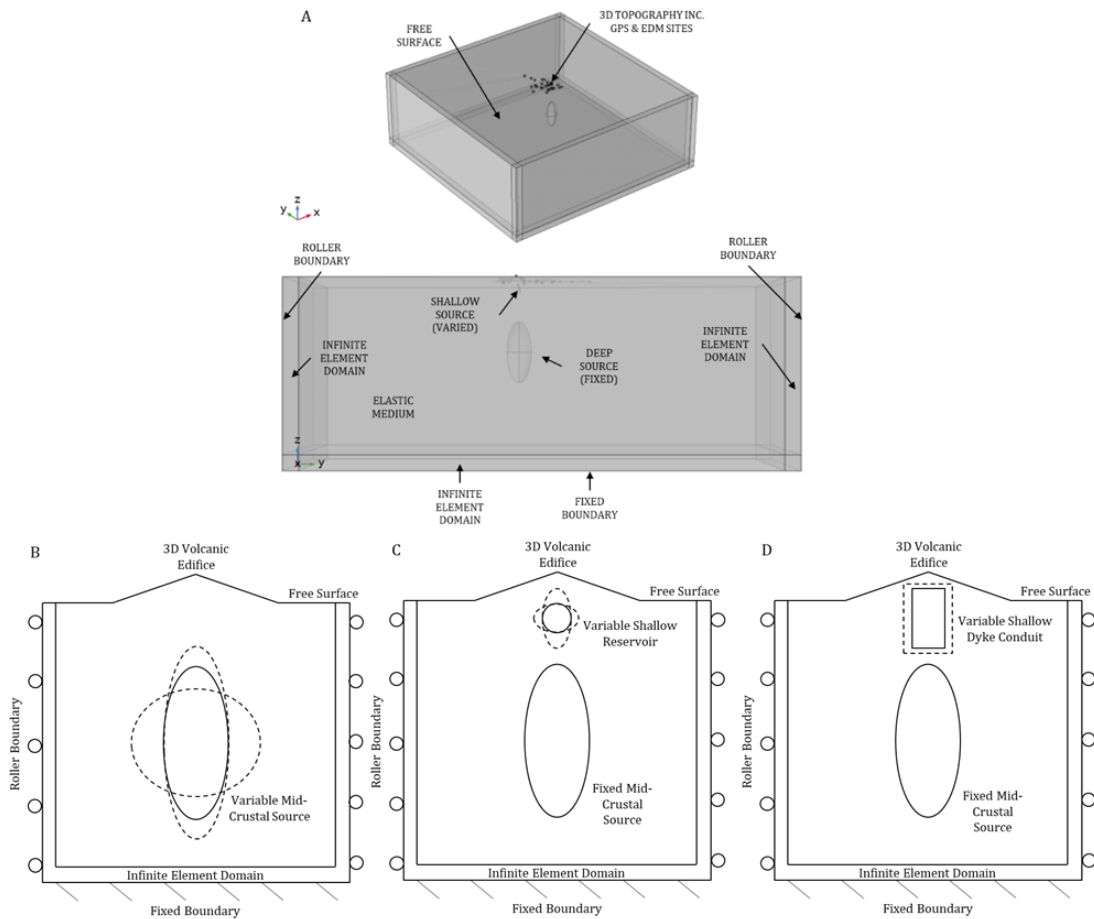 A
FREE
SURFACE
3D TOPOGRAPHY INC.
GPS & EDM SITES
z
y
x
ROLLER
BOUNDARY
ROLLER
BOUNDARY
SHALLOW
SOURCE
(VARIED)
INFINITE
ELEMENT
DOMAIN
DEEP
SOURCE
(FIXED)
INFINITE
ELEMENT
DOMAIN
ELASTIC
MEDIUM
z
x
y
INFINITE
ELEMENT
DOMAIN
FIXED
BOUNDARY
B
3D Volcanic
Edifice
Free Surface
Roller Boundary
Variable Mid-
Crustal Source
Infinite Element Domain
Fixed Boundary
C
3D Volcanic
Edifice
Free Surface
Variable Shallow
Reservoir
Roller Boundary
Fixed Mid-
Crustal
Source
Infinite Element Domain
Fixed Boundary
D
3D Volcanic
Edifice
Free Surface
Variable Shallow
Dyke Conduit
Roller Boundary
Fixed Mid-
Crustal
Source
Infinite Element Domain
Fixed Boundary